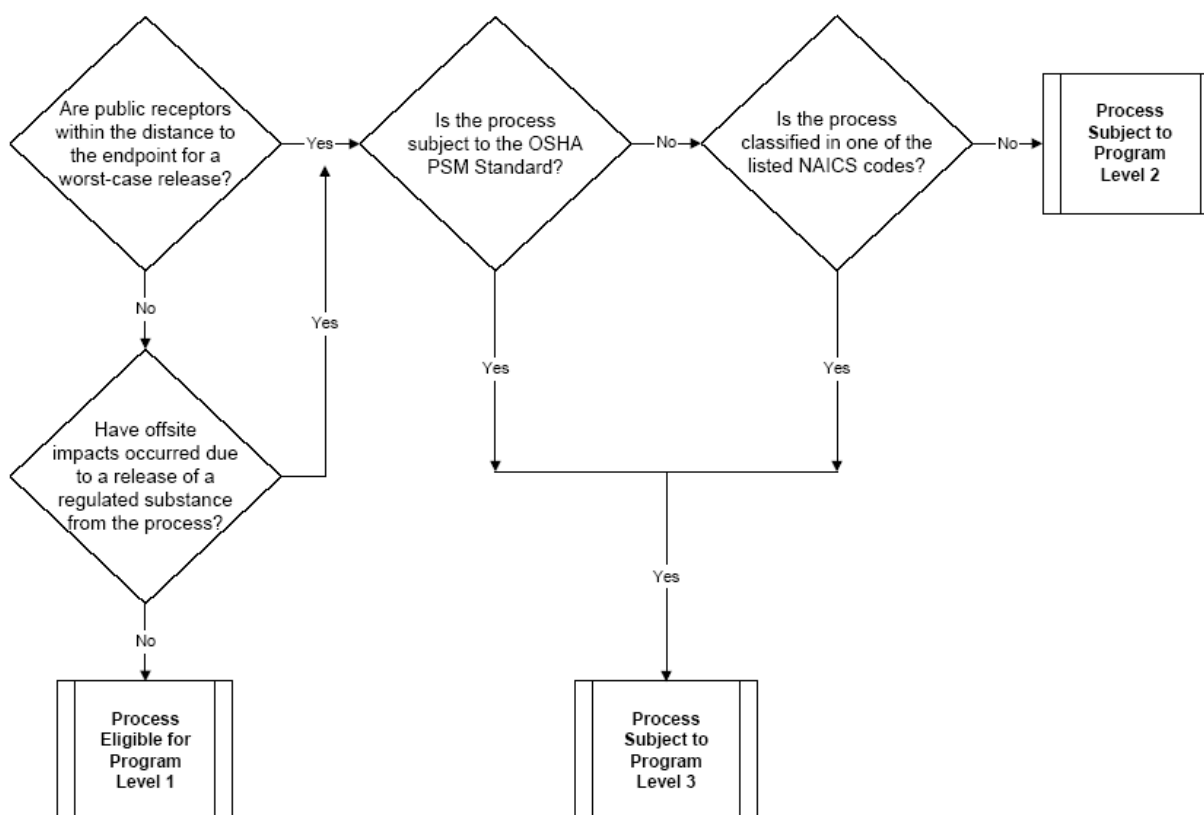 Are public receptors
within the distance to
the endpoint for a
worst-case release?
Yes
Is the process
subject to the OSHA
PSM Standard?
No
Is the process
classified in one of the
listed NAICS codes?
No
Process
Subject to
Program
Level 2
No
Yes
Yes
Yes
Have offsite
impacts occurred due
to a release of a
regulated substance
from the process?
Yes
No
Process
Eligible for
Program
Level 1
Process
Subject to
Program
Level 3